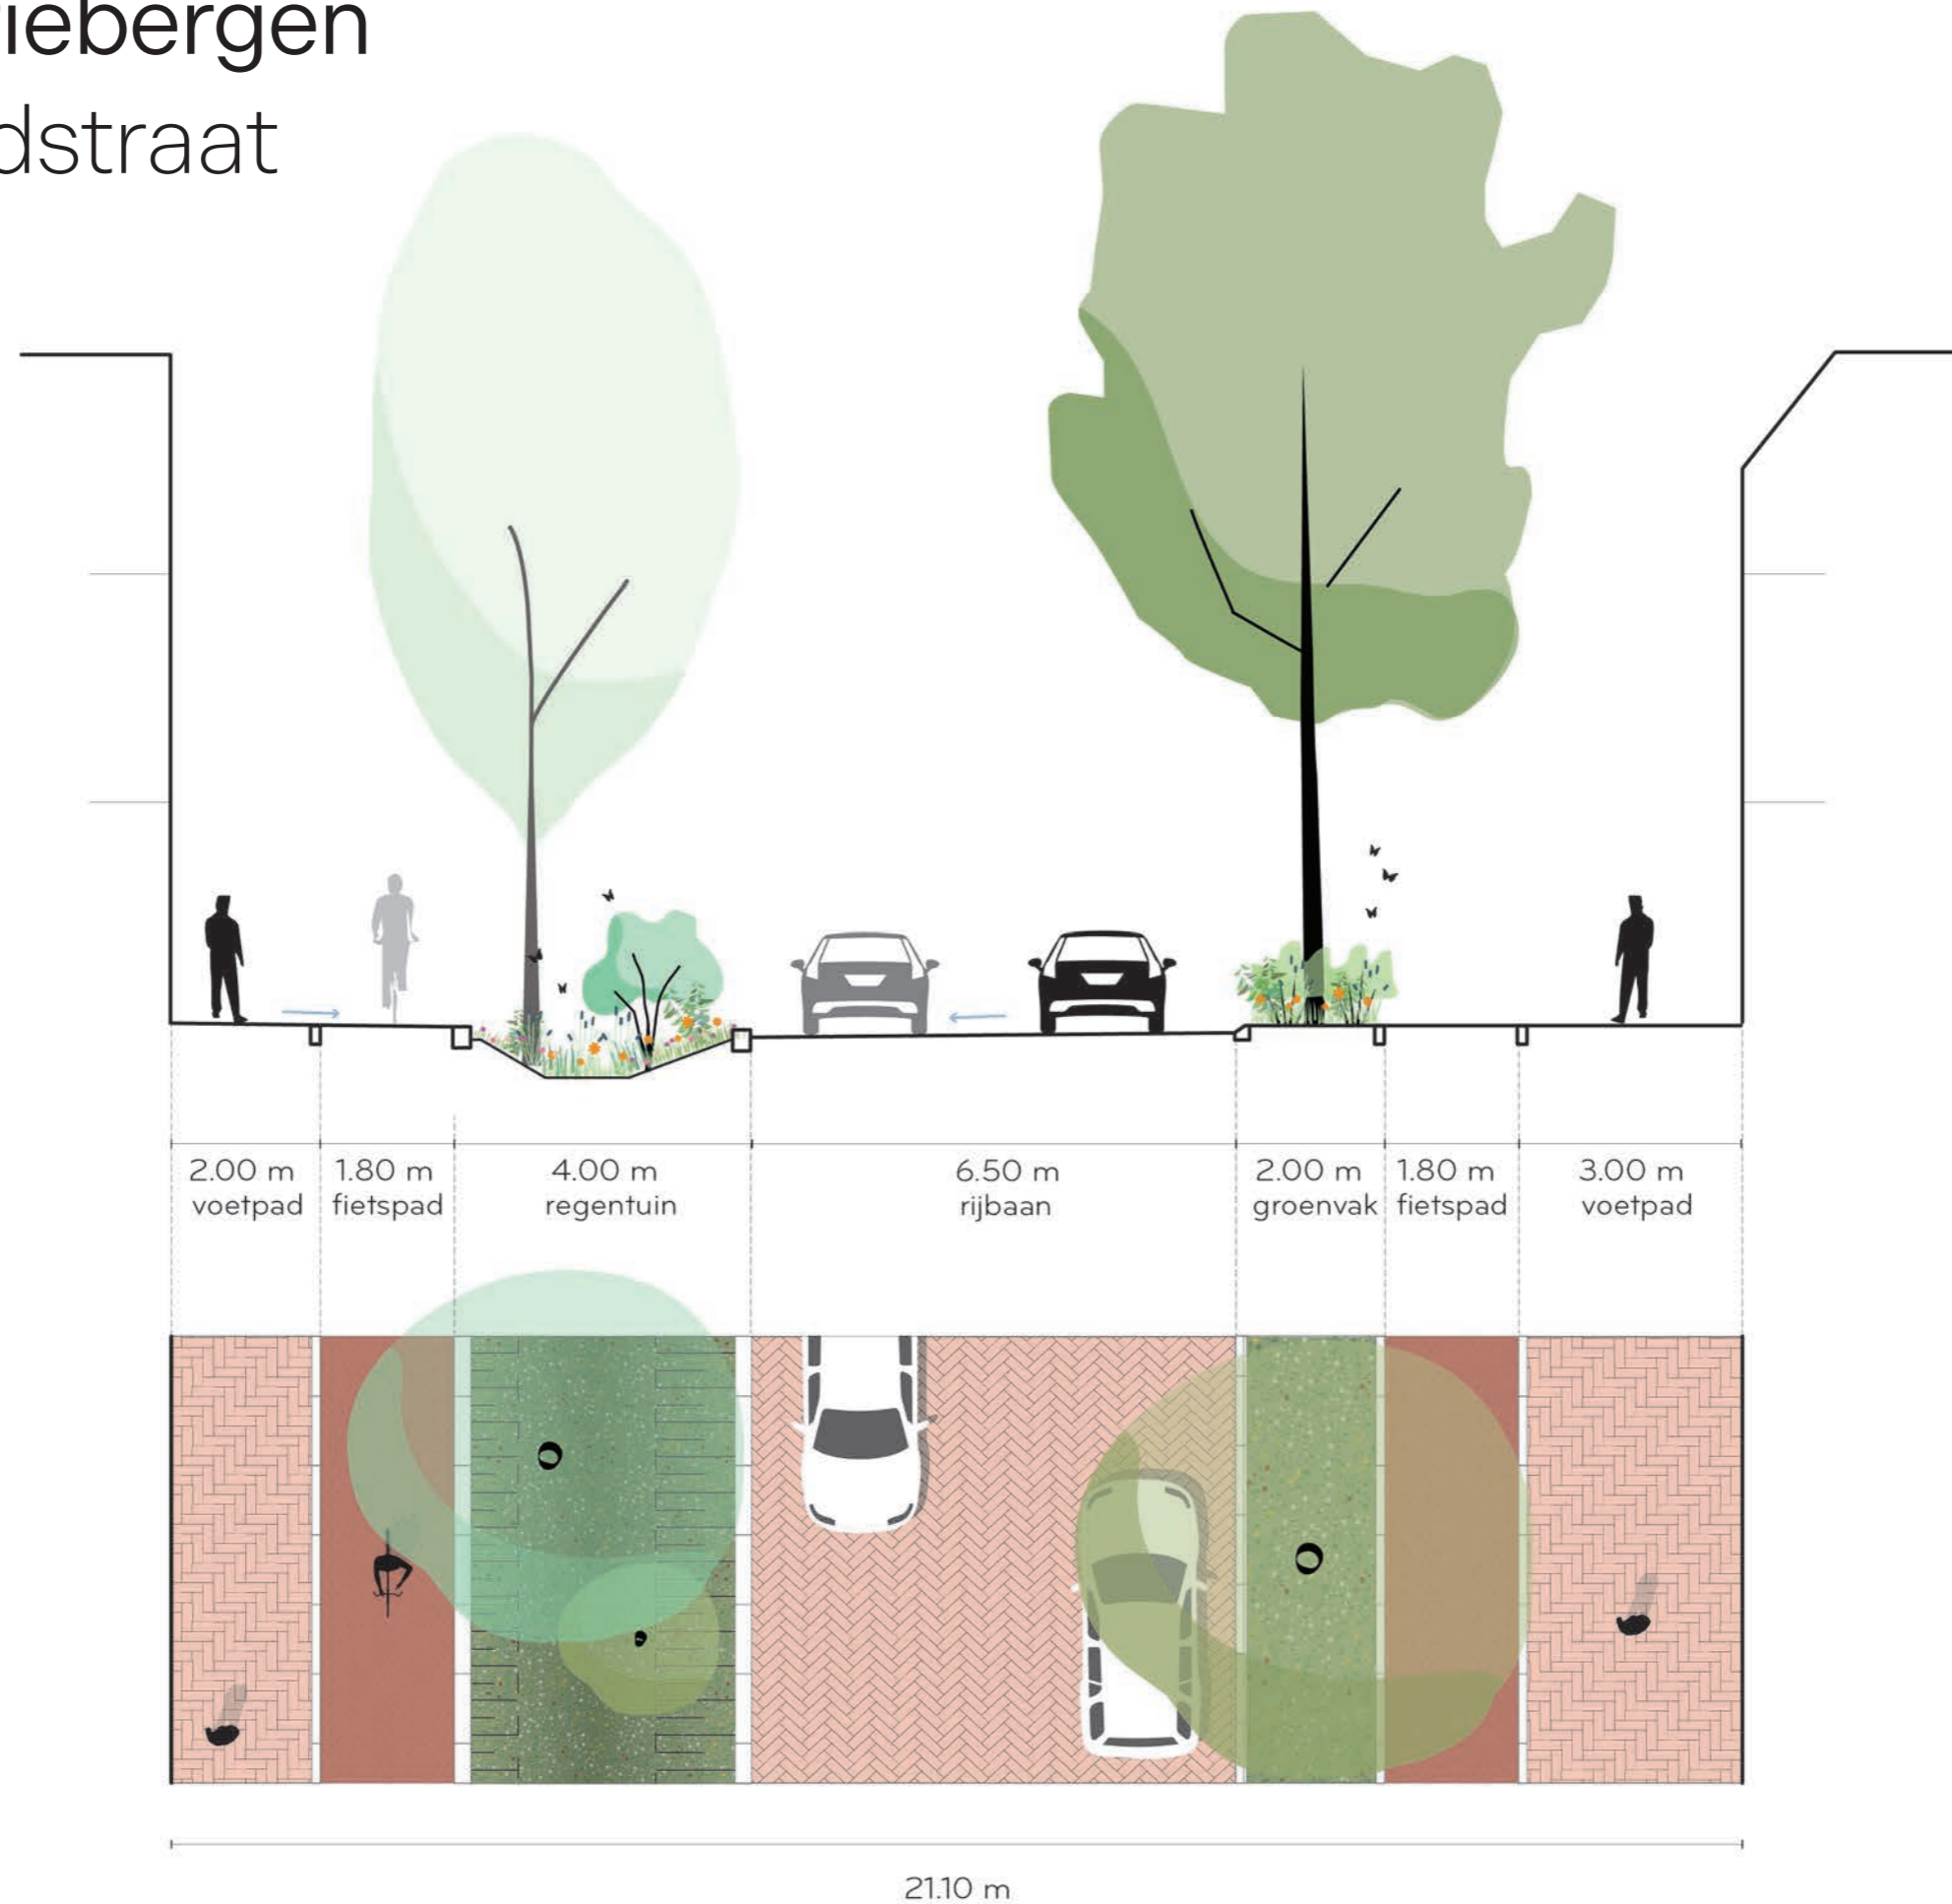 iebergen
dstraat
2.00 m 1.80 m 4.00 m 6.50 m 2.00 m 1.80 m 3.00 m
voetpad fietspad regentuin rijbaan groenvak fietspad voetpad
21.10 m